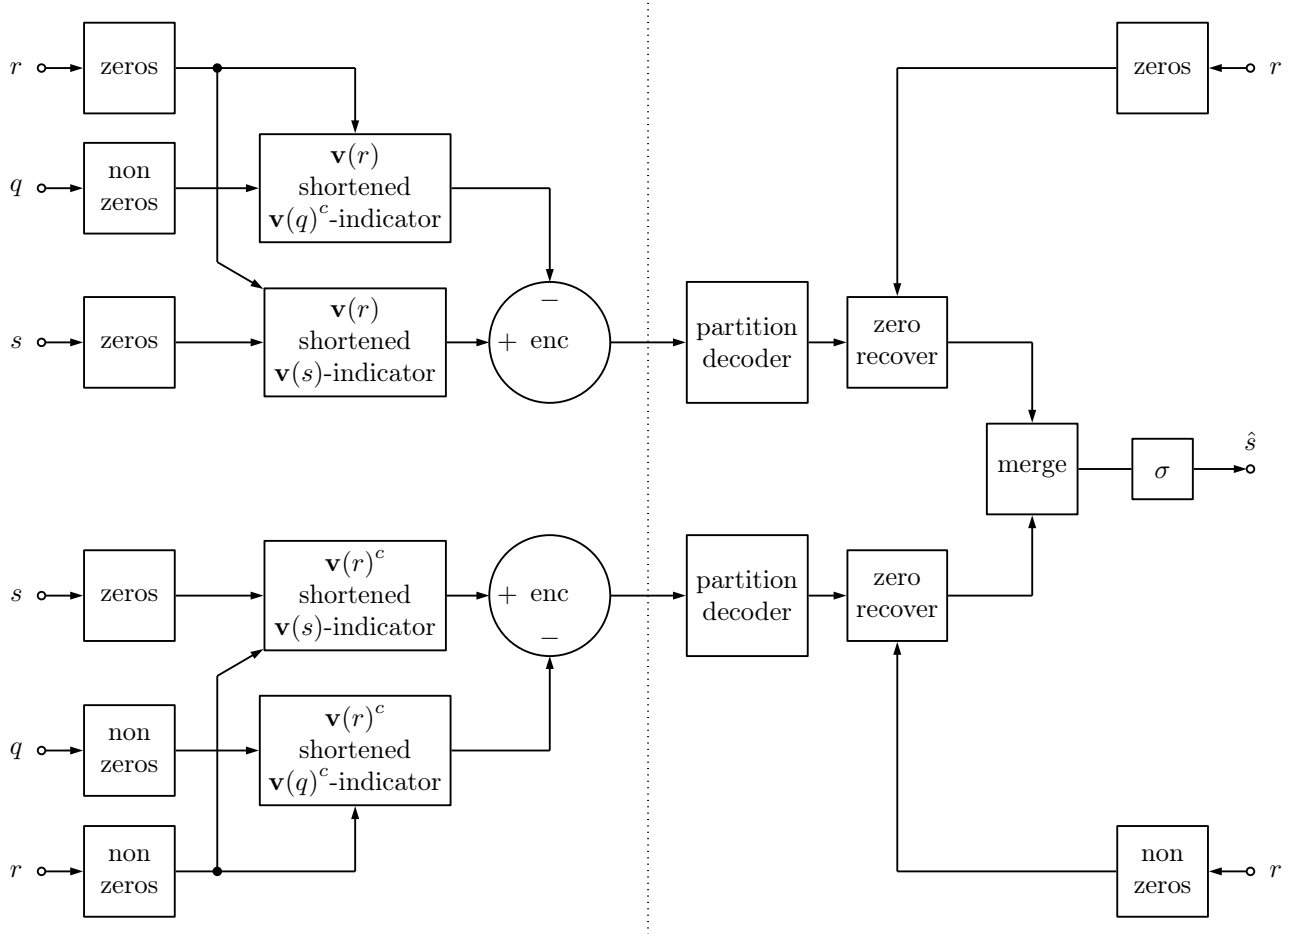 r
zeros
zeros
r
q
non
zeros
v(r)
shortened
v(q)^c-indicator
s
zeros
v(r)
shortened
v(s)-indicator
−
+ enc
partition
decoder
zero
recover
merge
σ
ŝ
s
zeros
v(r)^c
shortened
v(s)-indicator
+ enc
−
partition
decoder
zero
recover
q
non
zeros
v(r)^c
shortened
v(q)^c-indicator
r
non
zeros
non
zeros
r